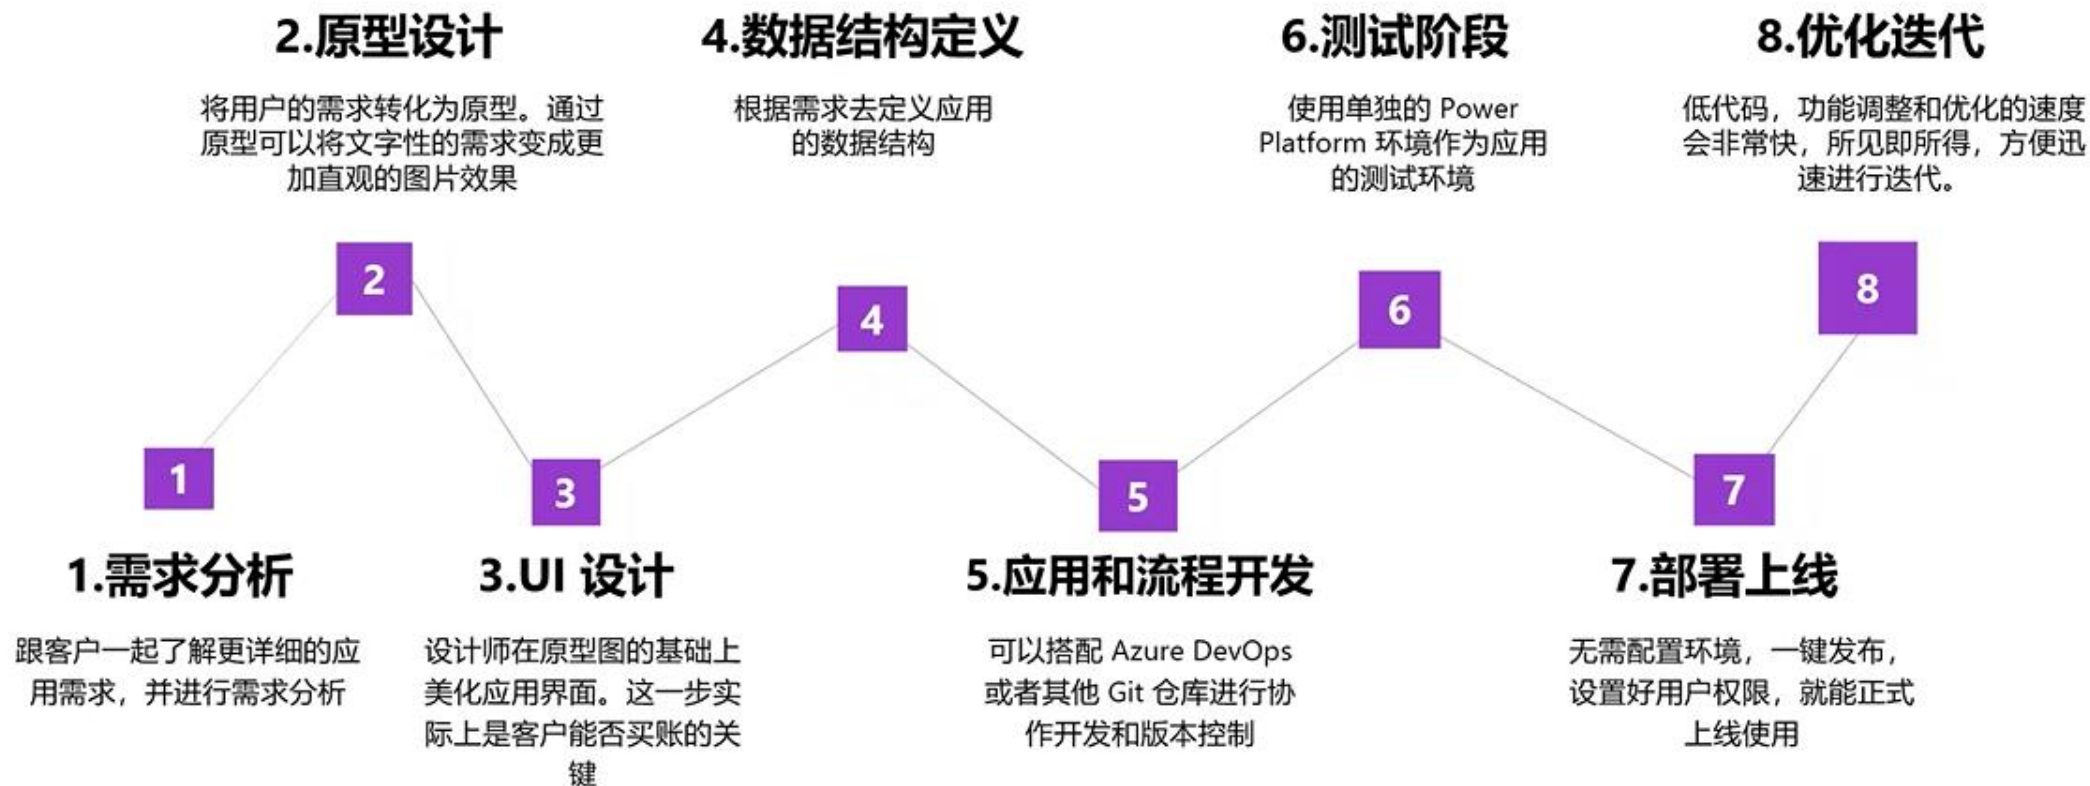 2.原型设计
将用户的需求转化为原型。通过
原型可以将文字性的需求变成更
加直观的图片效果
4.数据结构定义
根据需求去定义应用
的数据结构
6.测试阶段
使用单独的 Power
Platform 环境作为应用
的测试环境
8.优化迭代
低代码，功能调整和优化的速度
会非常快，所见即所得，方便迅
速进行迭代。
1
2
3
4
5
6
7
8
1.需求分析
跟客户一起了解更详细的应
用需求，并进行需求分析
3.UI 设计
设计师在原型图的基础上
美化应用界面。这一步实
际上是客户能否买账的关
键
5.应用和流程开发
可以搭配 Azure DevOps
或者其他 Git 仓库进行协
作开发和版本控制
7.部署上线
无需配置环境，一键发布，
设置好用户权限，就能正式
上线使用